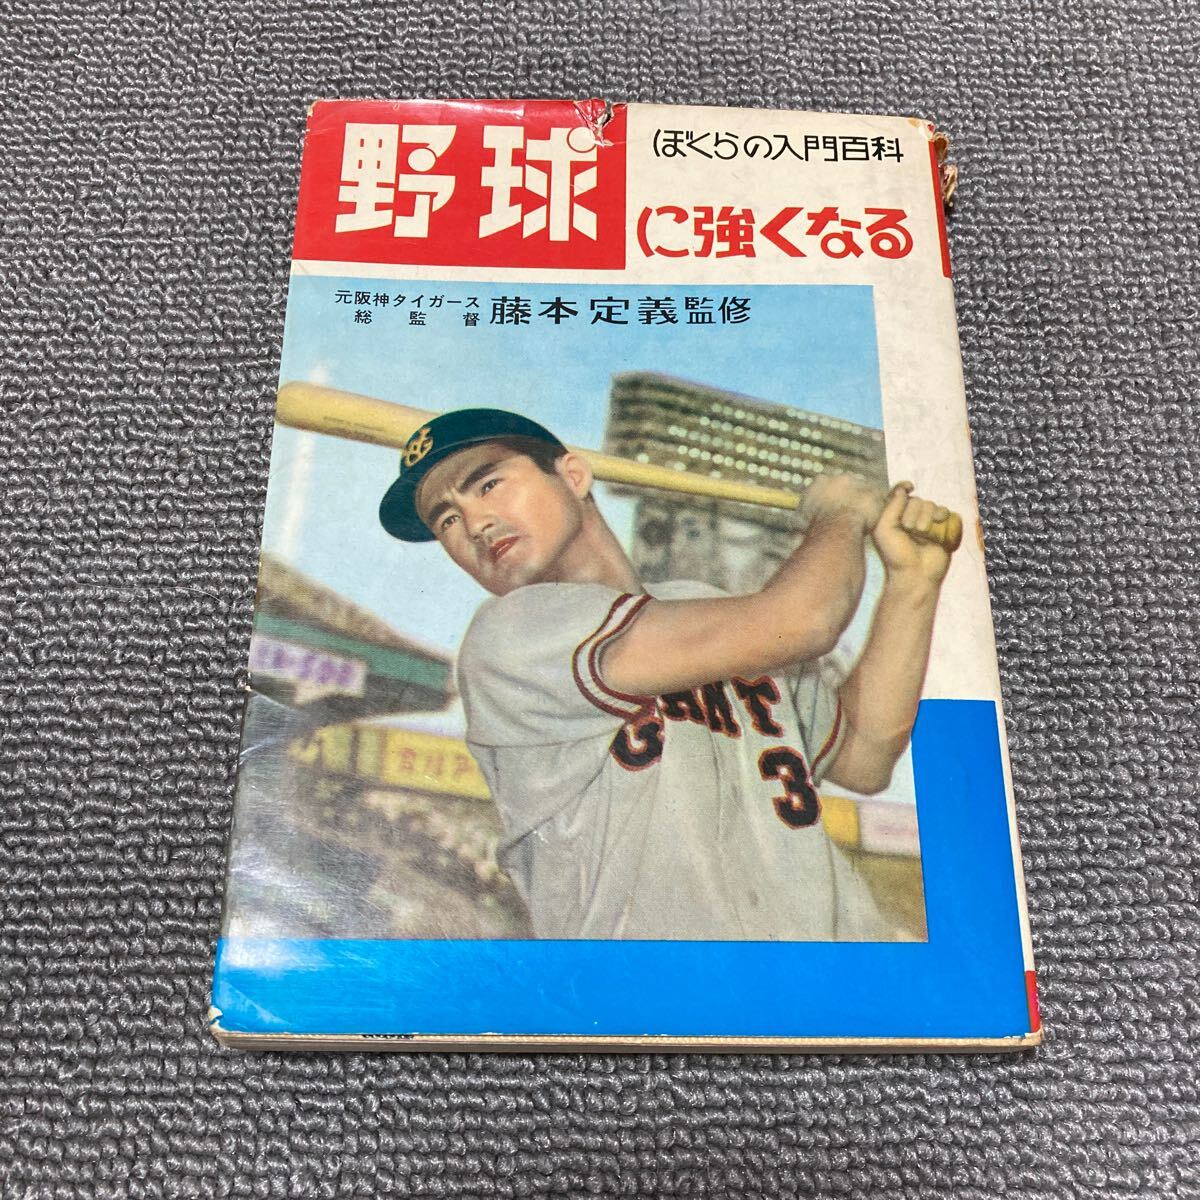 ぼくらの入門百科
野球に強くなる
元阪神タイガース
総監督 藤本定義監修
GIANT
3